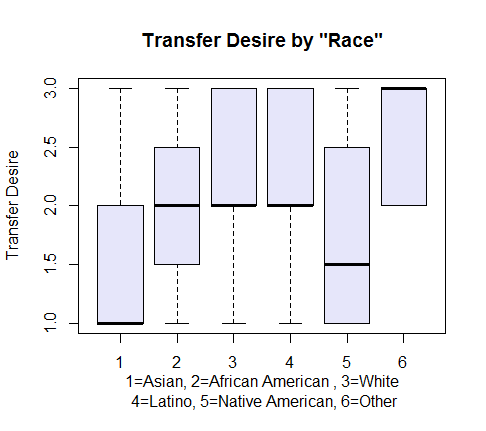 Transfer Desire by "Race"
Transfer Desire
3.0
2.5
2.0
1.5
1.0
1 2 3 4 5 6
1=Asian, 2=African American , 3=White
4=Latino, 5=Native American, 6=Other